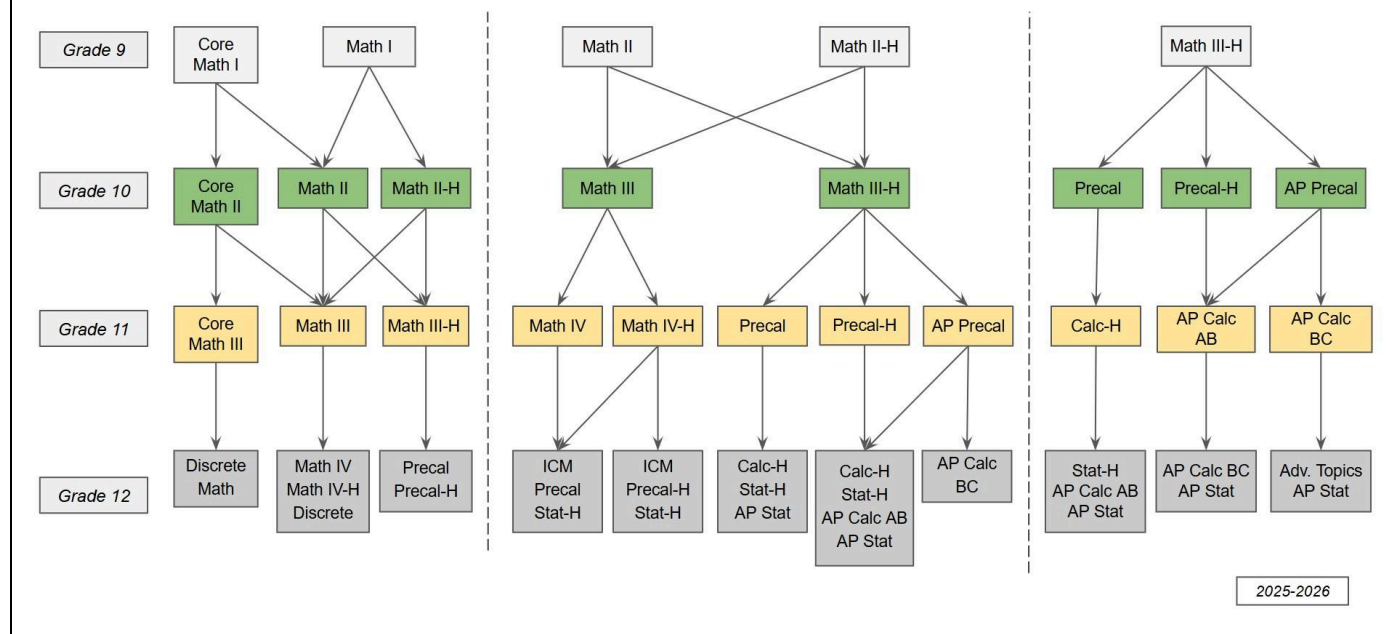 Grade 9
Core
Math I
Math I
Math II
Math II-H
Math III-H
Grade 10
Core
Math II
Math II
Math II-H
Math III
Math III-H
Precal
Precal-H
AP Precal
Grade 11
Core
Math III
Math III
Math III-H
Math IV
Math IV-H
Precal
Precal-H
AP Precal
Calc-H
AP Calc
AB
AP Calc
BC
Grade 12
Discrete
Math
Math IV
Math IV-H
Discrete
Precal
Precal-H
ICM
Precal
Stat-H
ICM
Precal-H
Stat-H
Calc-H
Stat-H
AP Stat
Calc-H
Stat-H
AP Calc AB
AP Stat
AP Calc
BC
Stat-H
AP Calc AB
AP Stat
AP Calc BC
AP Stat
Adv. Topics
AP Stat
2025-2026